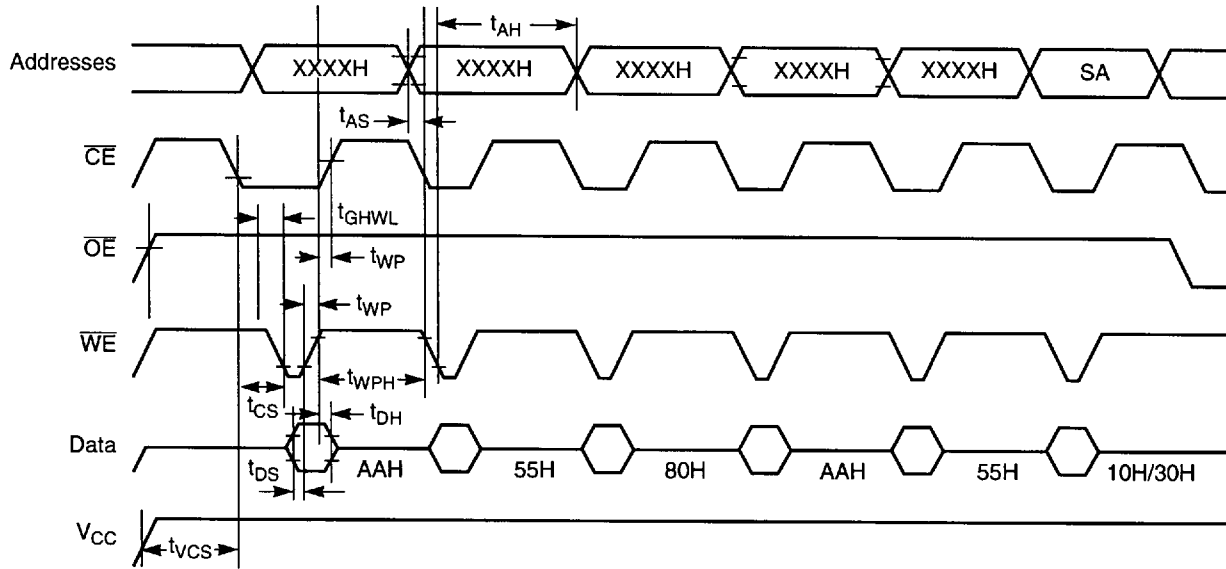 tAH
Addresses XXXXH XXXXH XXXXH XXXXH XXXXH SA
tAS
CE
tGHWL
OE
tWP
tWP
WE
tWPH
tCS tDH
Data
tDS AAH 55H 80H AAH 55H 10H/30H
VCC
tVCS